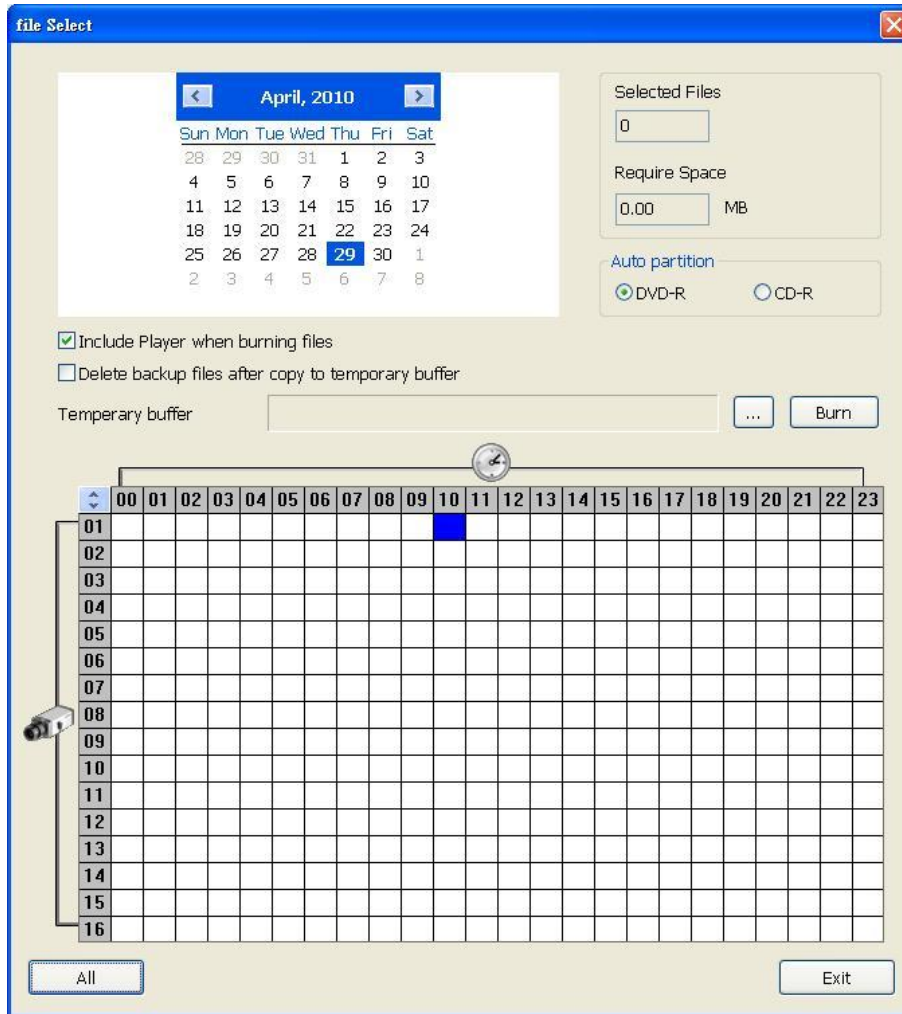 file Select
April, 2010
Sun Mon Tue Wed Thu Fri Sat
28 29 30 31 1 2 3
4 5 6 7 8 9 10
11 12 13 14 15 16 17
18 19 20 21 22 23 24
25 26 27 28 29 30 1
2 3 4 5 6 7 8
Selected Files
0
Require Space
0.00 MB
Auto partition
DVD-R CD-R
Include Player when burning files
Delete backup files after copy to temporary buffer
Temperary buffer ... Burn
00 01 02 03 04 05 06 07 08 09 10 11 12 13 14 15 16 17 18 19 20 21 22 23
01
02
03
04
05
06
07
08
09
10
11
12
13
14
15
16
All Exit